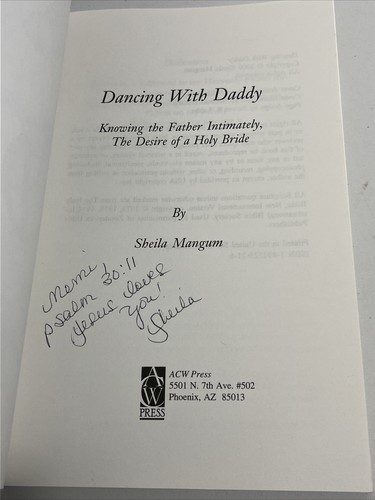 Dancing With Daddy
Knowing the Father Intimately,
The Desire of a Holy Bride
By
Sheila Mangum
Psalm 30:11
Jesus loves
you!
Sheila
ACW
PRESS
ACW Press
5501 N. 7th Ave. #502
Phoenix, AZ 85013